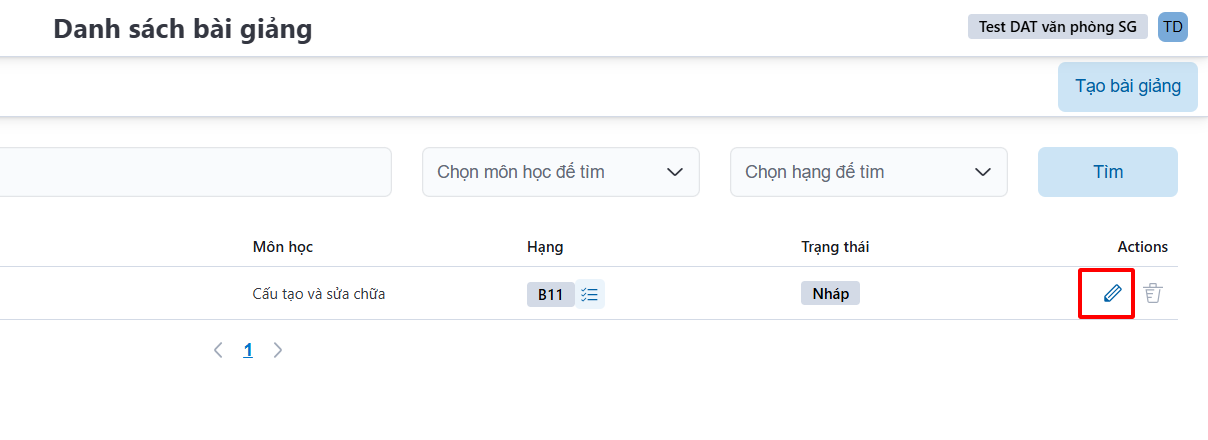 Danh sách bài giảng
Test DAT văn phòng SG
TD
Tạo bài giảng
Chọn môn học để tìm
Chọn hạng để tìm
Tìm
Môn học Hạng Trạng thái Actions
Cấu tạo và sửa chữa B11 Nháp
1